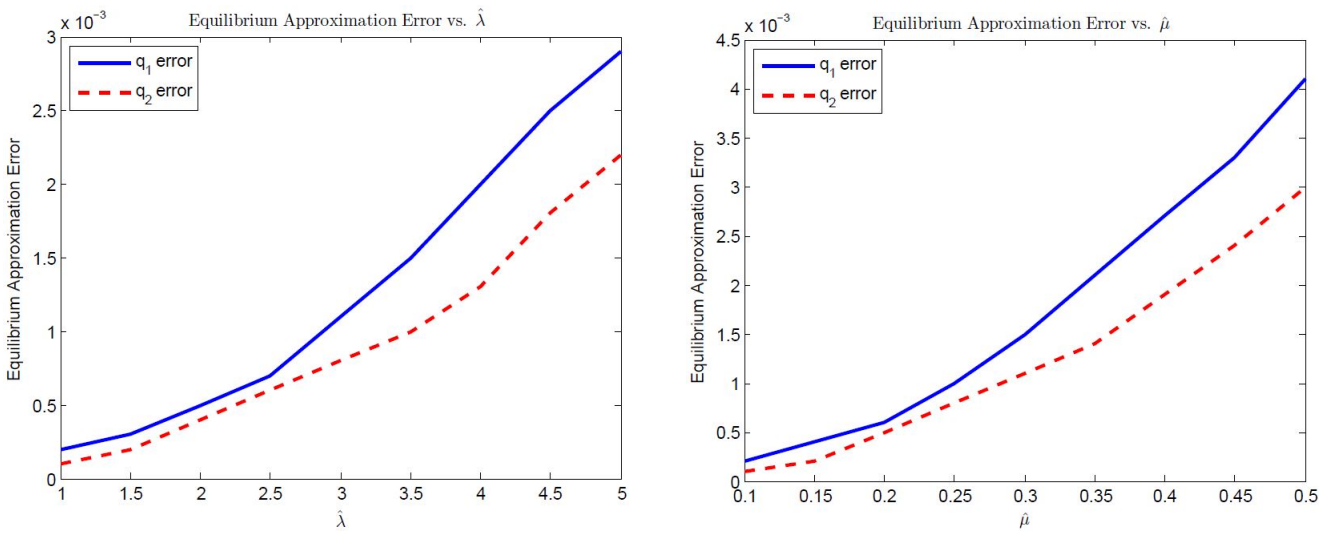 Equilibrium Approximation Error vs. λ̂
x 10⁻³
3
2.5
2
1.5
1
0.5
0
q₁ error
q₂ error
Equilibrium Approximation Error
1 1.5 2 2.5 3 3.5 4 4.5 5
λ̂
Equilibrium Approximation Error vs. μ̂
x 10⁻³
4.5
4
3.5
3
2.5
2
1.5
1
0.5
0
q₁ error
q₂ error
Equilibrium Approximation Error
0.1 0.15 0.2 0.25 0.3 0.35 0.4 0.45 0.5
μ̂